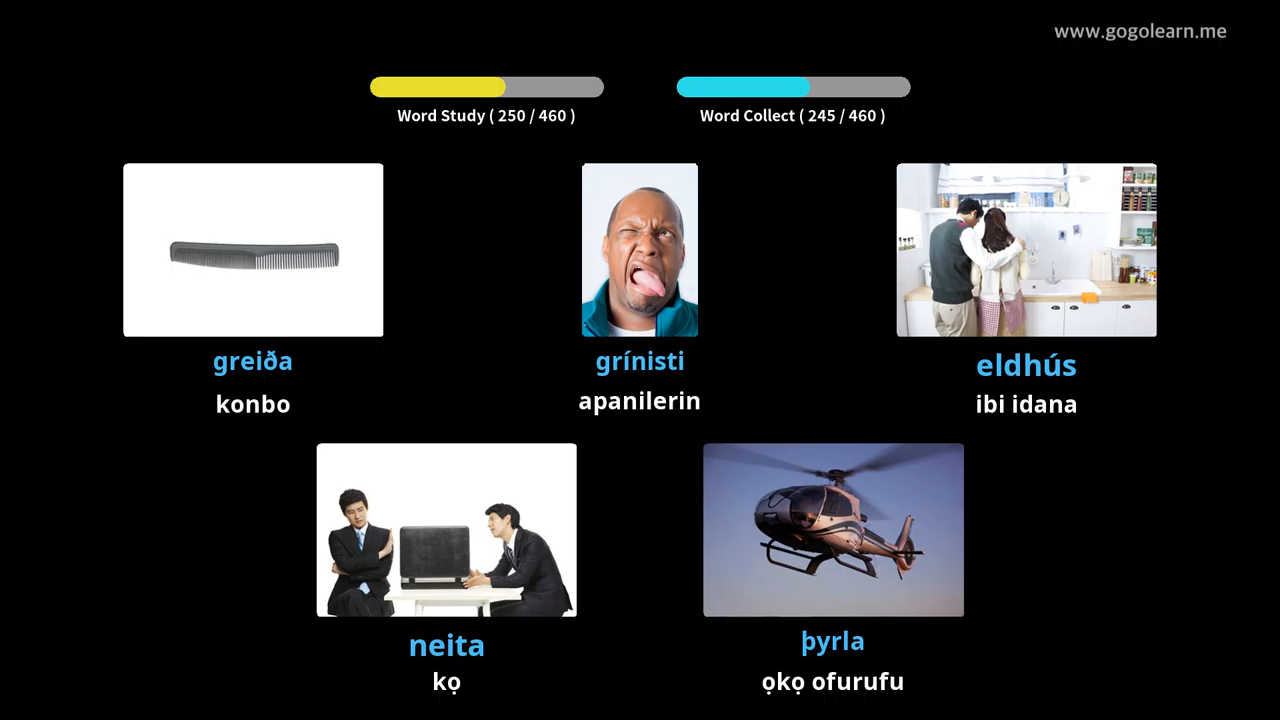 www.gogolearn.me
Word Study ( 250 / 460 )
Word Collect ( 245 / 460 )
greiða
konbo
grínisti
apanilerin
eldhús
ibi idana
neita
kọ
þyrla
ọkọ ofurufu